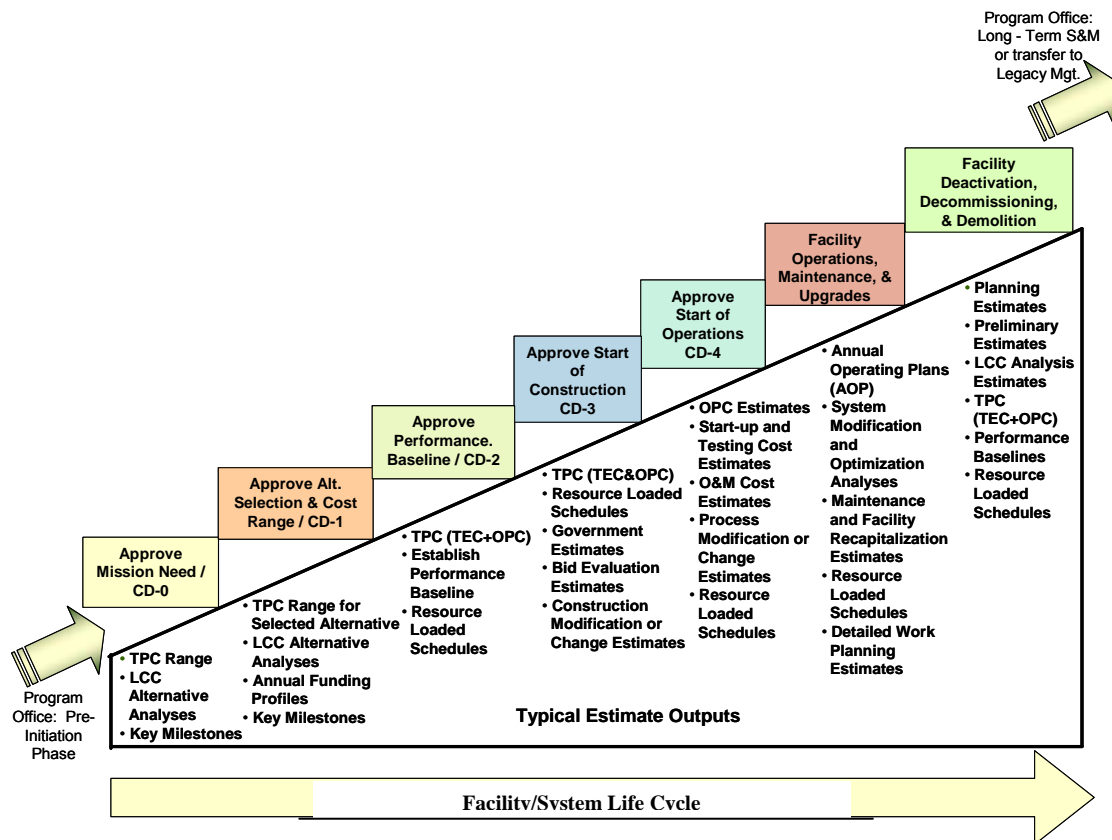 Program Office:
Long - Term S&M
or transfer to
Legacy Mgt.
Facility
Deactivation,
Decommissioning,
& Demolition
Facility
Operations,
Maintenance, &
Upgrades
Approve
Start of
Operations
CD-4
Approve Start
of
Construction
CD-3
Approve
Performance.
Baseline / CD-2
Approve Alt.
Selection & Cost
Range / CD-1
Approve
Mission Need /
CD-0
Program
Office: Pre-
Initiation
Phase
• TPC Range
• LCC
Alternative
Analyses
• Key Milestones
• TPC Range for
Selected Alternative
• LCC Alternative
Analyses
• Annual Funding
Profiles
• Key Milestones
• TPC (TEC+OPC)
• Establish
Performance
Baseline
• Resource
Loaded
Schedules
• TPC (TEC&OPC)
• Resource Loaded
Schedules
• Government
Estimates
• Bid Evaluation
Estimates
• Construction
Modification or
Change Estimates
• OPC Estimates
• Start-up and
Testing Cost
Estimates
• O&M Cost
Estimates
• Process
Modification or
Change
Estimates
• Resource
Loaded
Schedules
• Annual
Operating Plans
(AOP)
• System
Modification
and
Optimization
Analyses
• Maintenance
and Facility
Recapitalization
Estimates
• Resource
Loaded
Schedules
• Detailed Work
Planning
Estimates
• Planning
Estimates
• Preliminary
Estimates
• LCC Analysis
Estimates
• TPC
(TEC+OPC)
• Performance
Baselines
• Resource
Loaded
Schedules
Typical Estimate Outputs
Facility/System Life Cycle